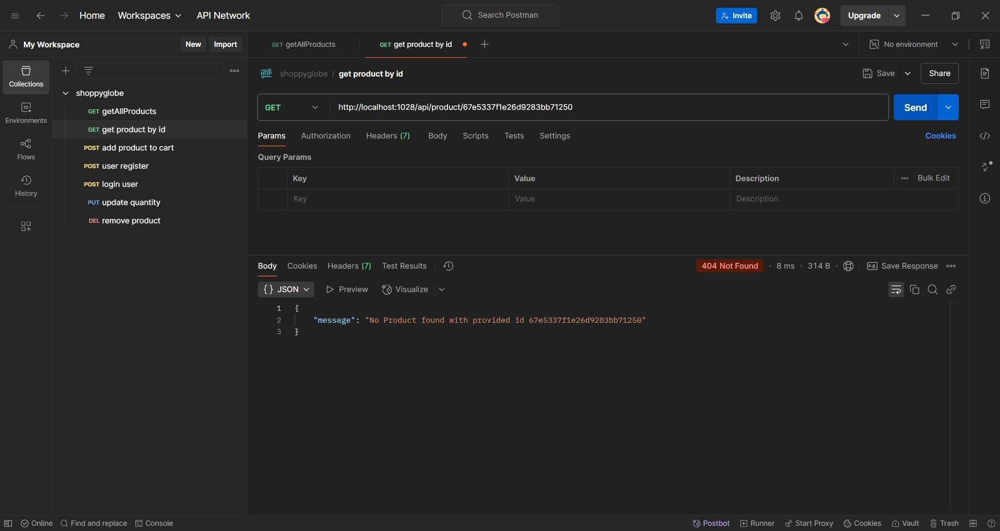 Home Workspaces API Network Search Postman Invite Upgrade
My Workspace New Import GET getAllProducts GET get product by id No environment
Collections
Environments
Flows
History
shoppyglobe
GET getAllProducts
GET get product by id
POST add product to cart
POST user register
POST login user
PUT update quantity
DEL remove product
HTTP shoppyglobe / get product by id Save Share
GET http://localhost:1028/api/product/67e5337f1e26d9283bb71250 Send
Params Authorization Headers (7) Body Scripts Tests Settings Cookies
Query Params
Key Value Description Bulk Edit
Key Value Description
Body Cookies Headers (7) Test Results 404 Not Found 8 ms 314 B e.g. Save Response
{} JSON Preview Visualize
1 {
2 "message": "No Product found with provided id 67e5337f1e26d9283bb71250"
3 }
Online Find and replace Console Postbot Runner Start Proxy Cookies Vault Trash